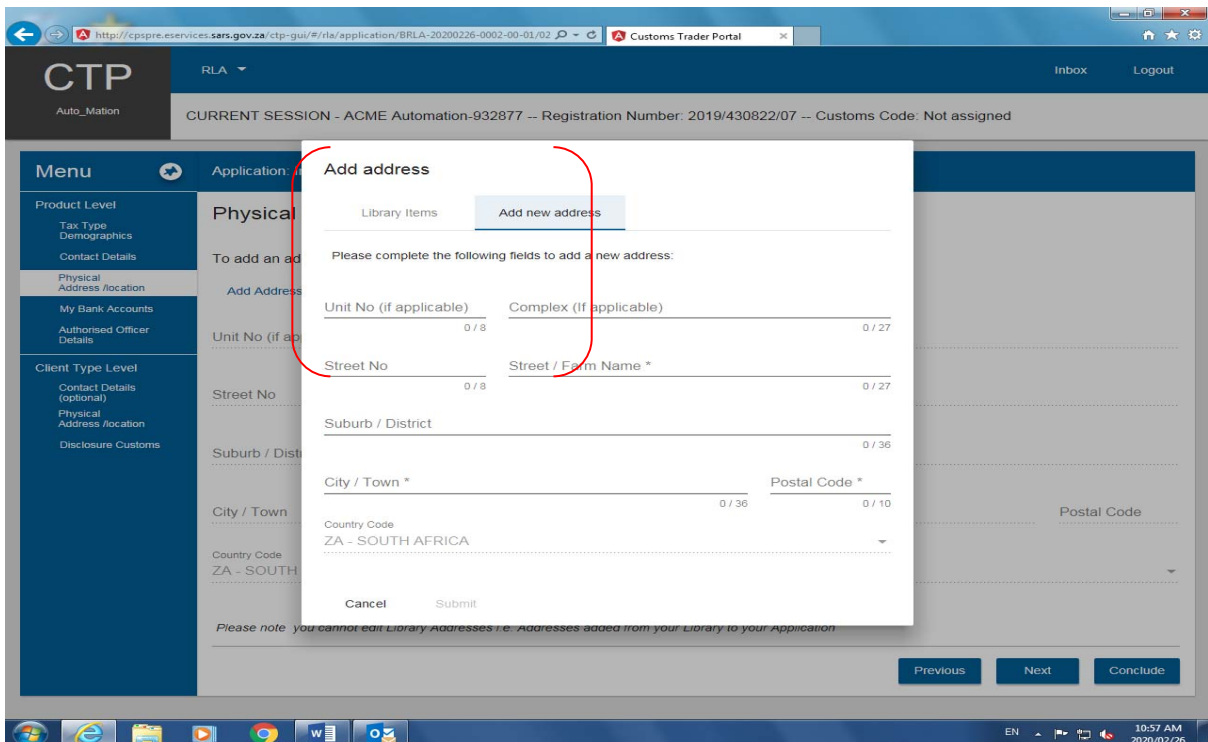 http://cpspre.eservices.sars.gov.za/ctp-gui/#/rla/application/BRLA-20200226-0002-00-01/02
Customs Trader Portal
CTP
Auto_Mation
RLA
Inbox
Logout
CURRENT SESSION - ACME Automation-932877 -- Registration Number: 2019/430822/07 -- Customs Code: Not assigned
Menu
Product Level
Tax Type
Demographics
Contact Details
Physical
Address /location
My Bank Accounts
Authorised Officer
Details
Client Type Level
Contact Details
(optional)
Physical
Address /location
Disclosure Customs
Application:
Physical
To add an ad
Add Address
Unit No (if ap
Street No
Suburb / Dist
City / Town
Postal Code
Country Code
ZA - SOUTH
Add address
Library Items
Add new address
Please complete the following fields to add a new address:
Unit No (if applicable)
Complex (If applicable)
0 / 8
0 / 27
Street No
Street / Farm Name *
0 / 8
0 / 27
Suburb / District
0 / 36
City / Town *
Postal Code *
0 / 36
0 / 10
Country Code
ZA - SOUTH AFRICA
Cancel
Submit
Please note you cannot edit Library Addresses i.e. Addresses added from your Library to your Application
Previous
Next
Conclude
EN
10:57 AM
2020/02/26